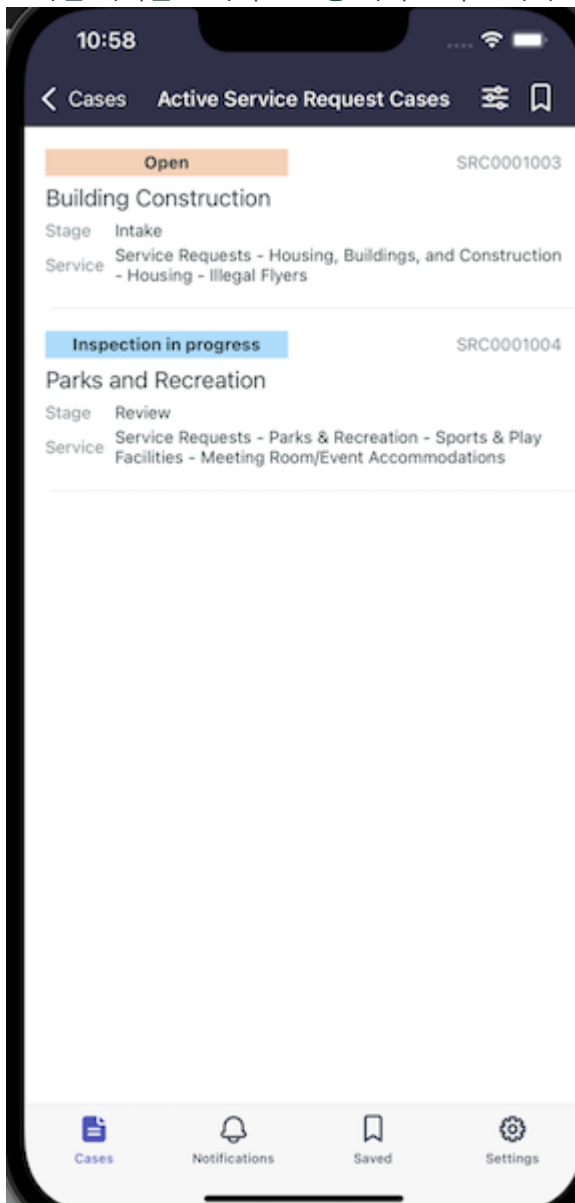 10:58
Cases
Active Service Request Cases
Open
SRC0001003
Building Construction
Stage Intake
Service Service Requests - Housing, Buildings, and Construction
- Housing - Illegal Flyers
Inspection in progress
SRC0001004
Parks and Recreation
Stage Review
Service Service Requests - Parks & Recreation - Sports & Play
Facilities - Meeting Room/Event Accommodations
Cases
Notifications
Saved
Settings